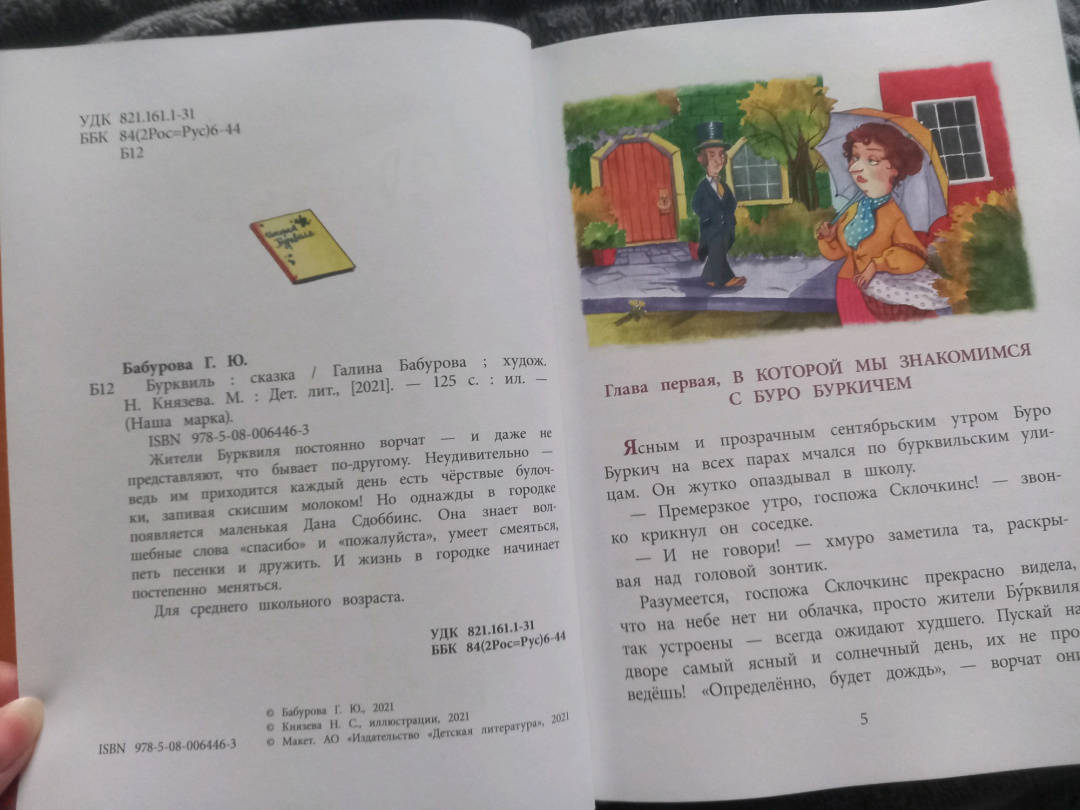 УДК 821.161.1-31
ББК 84(2Рос=Рус)6-44
Б12
Бурквиль
Бабурова Г. Ю.
Б12 Бурквиль : сказка / Галина Бабурова ; худож.
Н. Князева. М. : Дет. лит., [2021]. — 125 с. : ил. —
(Наша марка).
ISBN 978-5-08-006446-3
Жители Бурквиля постоянно ворчат — и даже не
представляют, что бывает по-другому. Неудивительно —
ведь им приходится каждый день есть чёрствые булоч-
ки, запивая скисшим молоком! Но однажды в городке
появляется маленькая Дана Сдоббинс. Она знает вол-
шебные слова «спасибо» и «пожалуйста», умеет смеяться,
петь песенки и дружить. И жизнь в городке начинает
постепенно меняться.
Для среднего школьного возраста.
УДК 821.161.1-31
ББК 84(2Рос=Рус)6-44
© Бабурова Г. Ю., 2021
© Князева Н. С., иллюстрации, 2021
© Макет. АО «Издательство «Детская литература», 2021
ISBN 978-5-08-006446-3
Глава первая, В КОТОРОЙ МЫ ЗНАКОМИМСЯ
С БУРО БУРКИЧЕМ
Ясным и прозрачным сентябрьским утром Буро
Буркич на всех парах мчался по бурквильским ули-
цам. Он жутко опаздывал в школу.
— Премерзкое утро, госпожа Склочкинс! — звон-
ко крикнул он соседке.
— И не говори! — хмуро заметила та, раскры-
вая над головой зонтик.
Разумеется, госпожа Склочкинс прекрасно видела,
что на небе нет ни облачка, просто жители Бу́рквиля
так устроены — всегда ожидают худшего. Пускай на
дворе самый ясный и солнечный день, их не про
ведёшь! «Определённо, будет дождь», — ворчат они
5